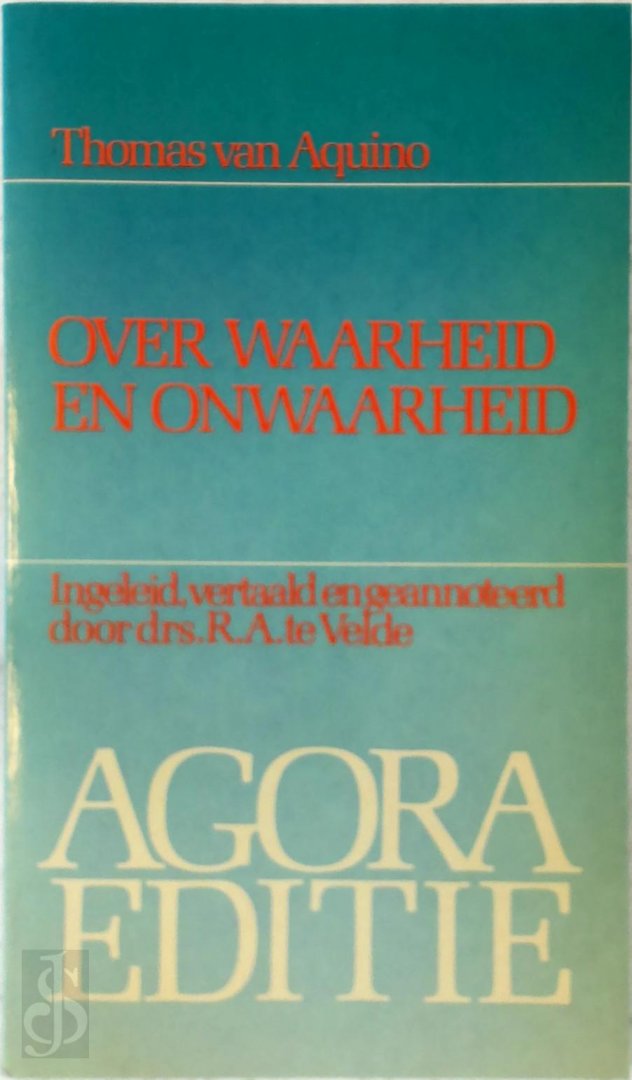 Thomas van Aquino
OVER WAARHEID
EN ONWAARHEID
Ingeleid, vertaald en geannoteerd
door drs. R.A. te Velde
AGORA
EDITIE